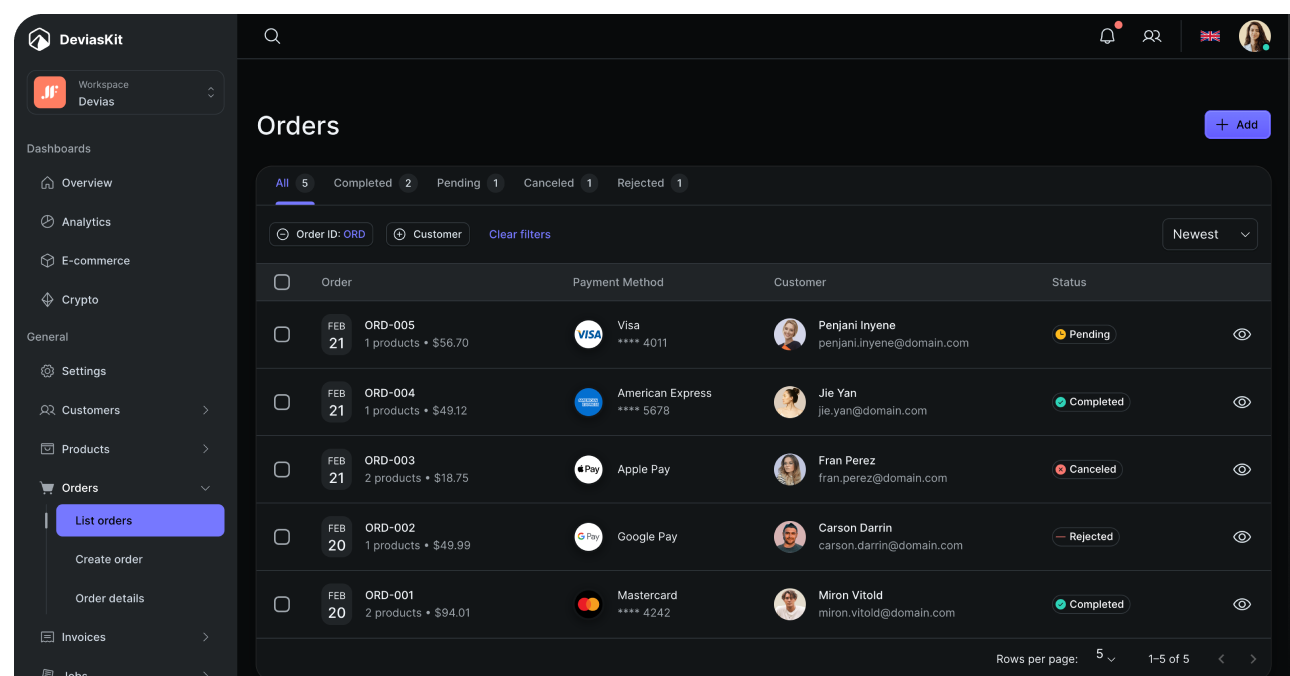 DeviasKit
Workspace
Devias
Dashboards
Overview
Analytics
E-commerce
Crypto
General
Settings
Customers
Products
Orders
List orders
Create order
Order details
Invoices
Jobs
Orders
+ Add
All 5 Completed 2 Pending 1 Canceled 1 Rejected 1
Order ID: ORD Customer Clear filters Newest
Order Payment Method Customer Status
FEB 21
ORD-005
1 products • $56.70
VISA
Visa
**** 4011
Penjani Inyene
penjani.inyene@domain.com
Pending
FEB 21
ORD-004
1 products • $49.12
AMERICAN EXPRESS
American Express
**** 5678
Jie Yan
jie.yan@domain.com
Completed
FEB 21
ORD-003
2 products • $18.75
Pay
Apple Pay
Fran Perez
fran.perez@domain.com
Canceled
FEB 20
ORD-002
1 products • $49.99
G Pay
Google Pay
Carson Darrin
carson.darrin@domain.com
Rejected
FEB 20
ORD-001
2 products • $94.01
Mastercard
**** 4242
Miron Vitold
miron.vitold@domain.com
Completed
Rows per page: 5 1–5 of 5